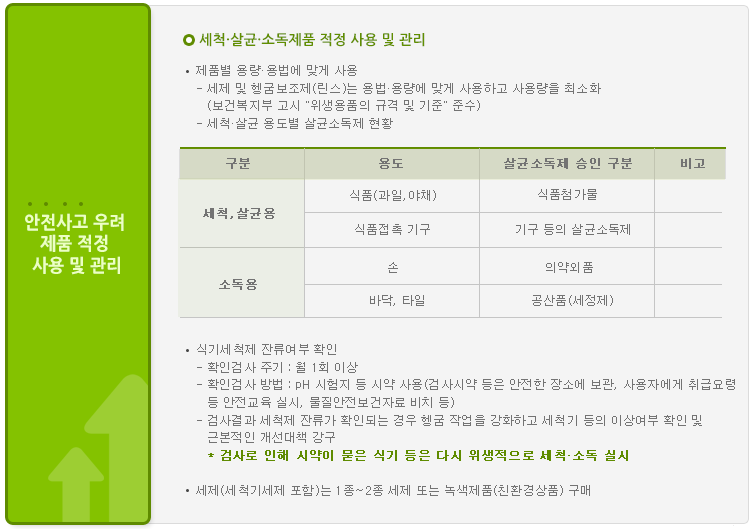 안전사고 우려
제품 적정
사용 및 관리
세척·살균·소독제품 적정 사용 및 관리
• 제품별 용량·용법에 맞게 사용
- 세제 및 헹굼보조제(린스)는 용법·용량에 맞게 사용하고 사용량을 최소화
(보건복지부 고시 "위생용품의 규격 및 기준" 준수)
- 세척·살균 용도별 살균소독제 현황
구분 용도 살균소독제 승인 구분 비고
세척,살균용 식품(과일,야채) 식품첨가물
식품접촉 기구 기구 등의 살균소독제
소독용 손 의약외품
바닥, 타일 공산품(세정제)
• 식기세척제 잔류여부 확인
- 확인검사 주기 : 월 1회 이상
- 확인검사 방법 : pH 시험지 등 시약 사용(검사시약 등은 안전한 장소에 보관, 사용자에게 취급요령
등 안전교육 실시, 물질안전보건자료 비치 등)
- 검사결과 세척제 잔류가 확인되는 경우 헹굼 작업을 강화하고 세척기 등의 이상여부 확인 및
근본적인 개선대책 강구
* 검사로 인해 시약이 묻은 식기 등은 다시 위생적으로 세척·소독 실시
• 세제(세척기세제 포함)는 1종~2종 세제 또는 녹색제품(친환경상품) 구매